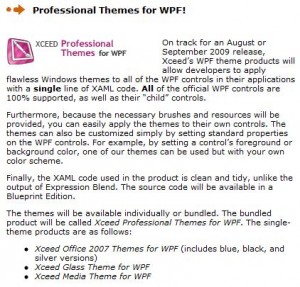 Professional Themes for WPF!
XCEED Professional
Themes for WPF
On track for an August or
September 2009 release,
Xceed's WPF theme products will
allow developers to apply
flawless Windows themes to all of the WPF controls in their applications
with a single line of XAML code. All of the official WPF controls are
100% supported, as well as their "child" controls.
Furthermore, because the necessary brushes and resources will be
provided, you can easily apply the themes to their own controls. The
themes can also be customized simply by setting standard properties
on the WPF controls. For example, by setting a control's foreground or
background color, one of our themes can be used but with your own
color scheme.
Finally, the XAML code used in the product is clean and tidy, unlike the
output of Expression Blend. The source code will be available in a
Blueprint Edition.
The themes will be available individually or bundled. The bundled
product will be called Xceed Professional Themes for WPF. The single-
theme products are as follows:
• Xceed Office 2007 Themes for WPF (includes blue, black, and
silver versions)
• Xceed Glass Theme for WPF
• Xceed Media Theme for WPF